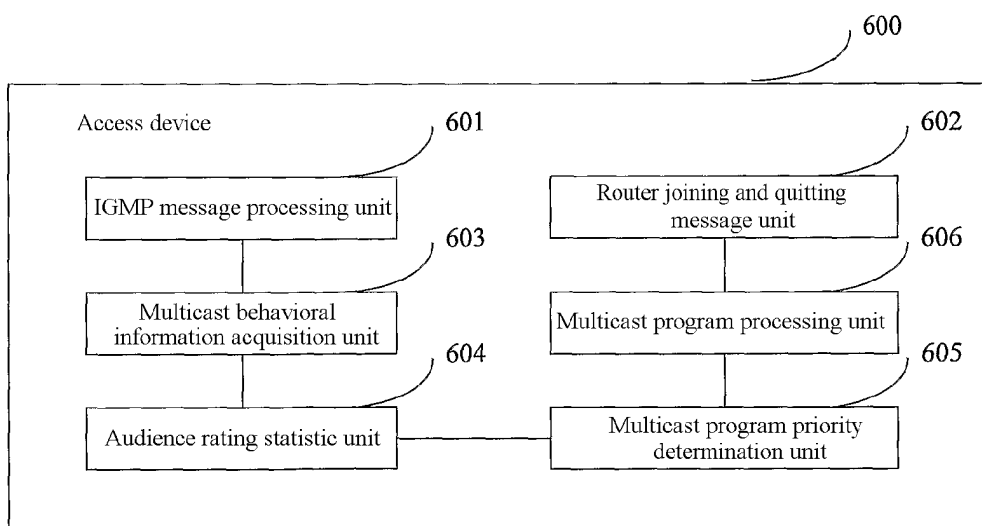 600
Access device
601
602
IGMP message processing unit
Router joining and quitting
message unit
603
606
Multicast behavioral
information acquisition unit
Multicast program processing unit
604
605
Audience rating statistic unit
Multicast program priority
determination unit